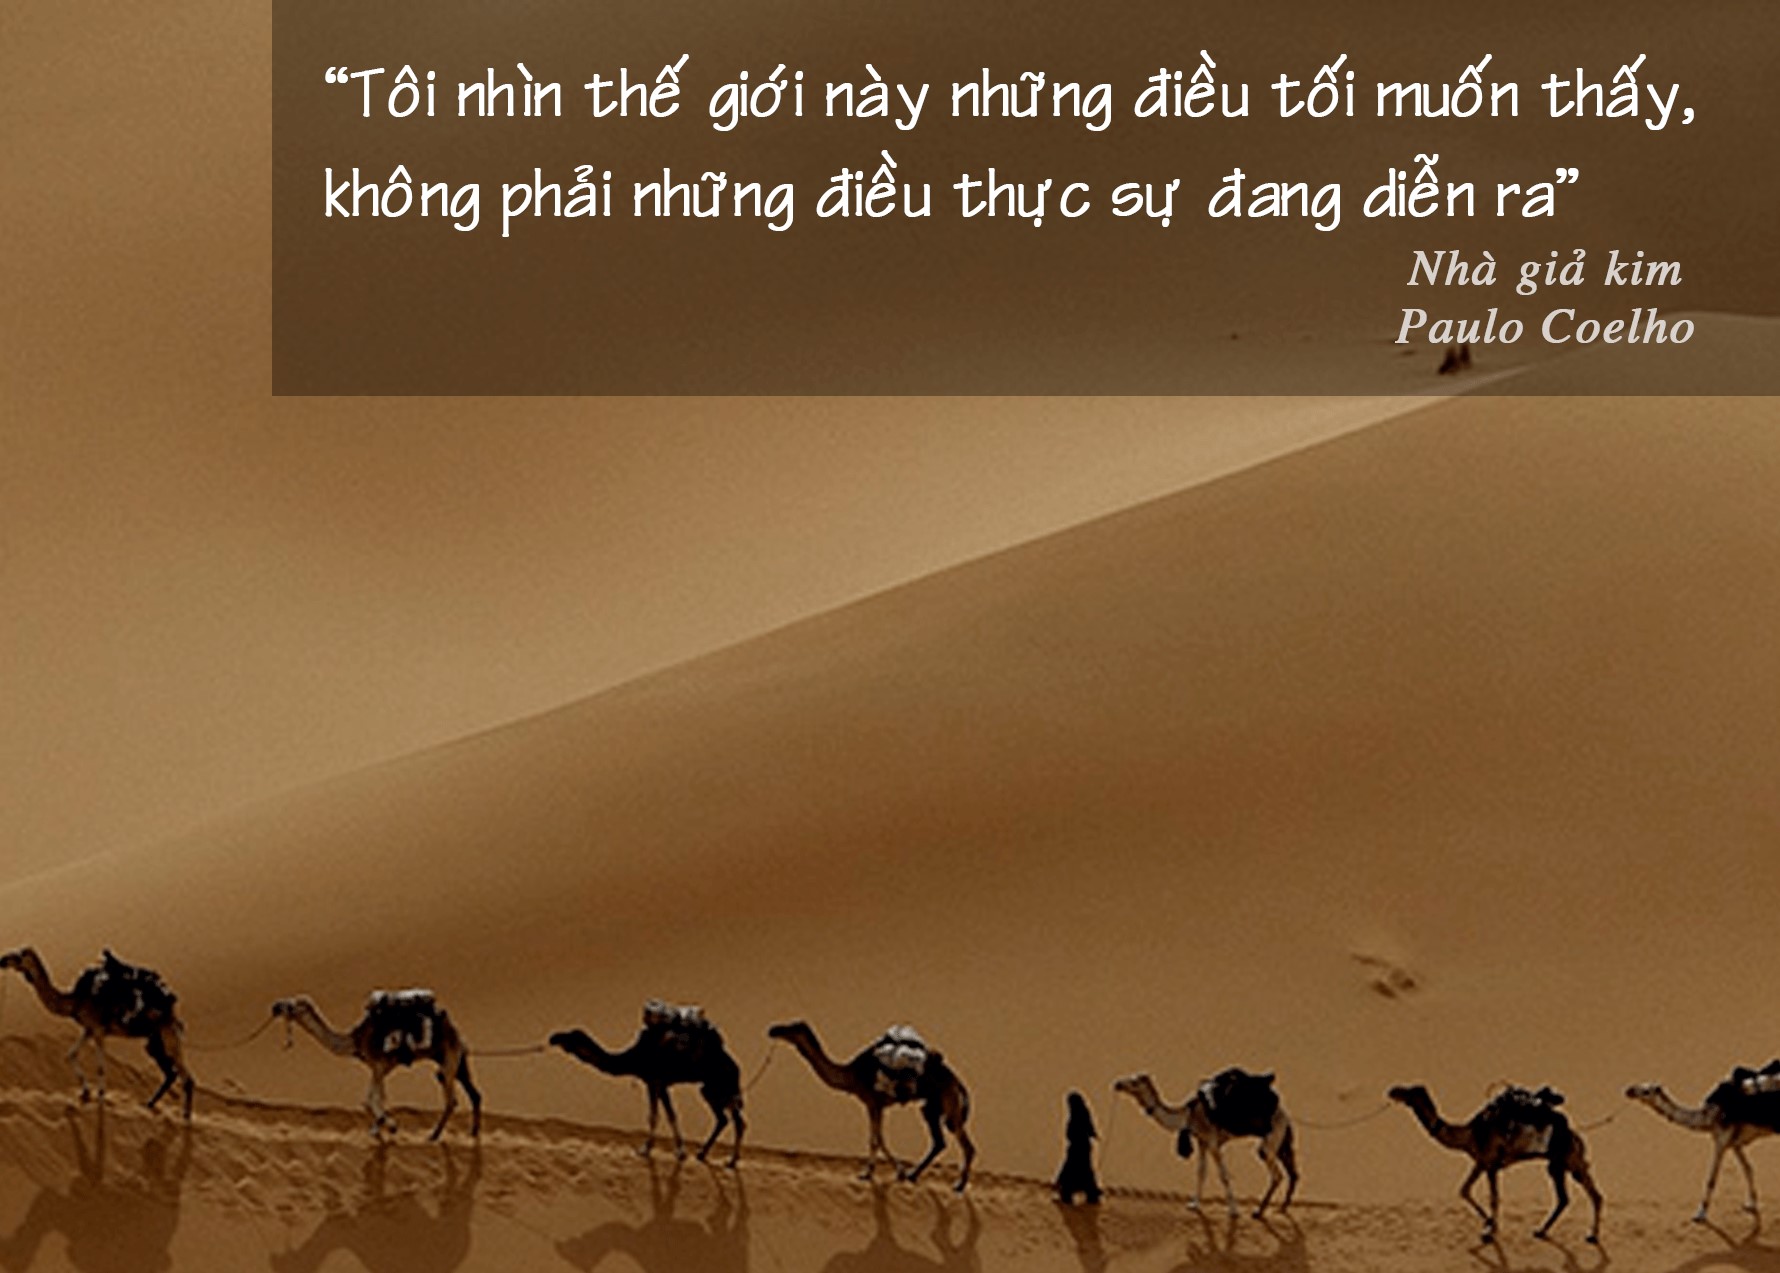 “Tôi nhìn thế giới này những điều tối muốn thấy,
không phải những điều thực sự đang diễn ra”
Nhà giả kim
Paulo Coelho